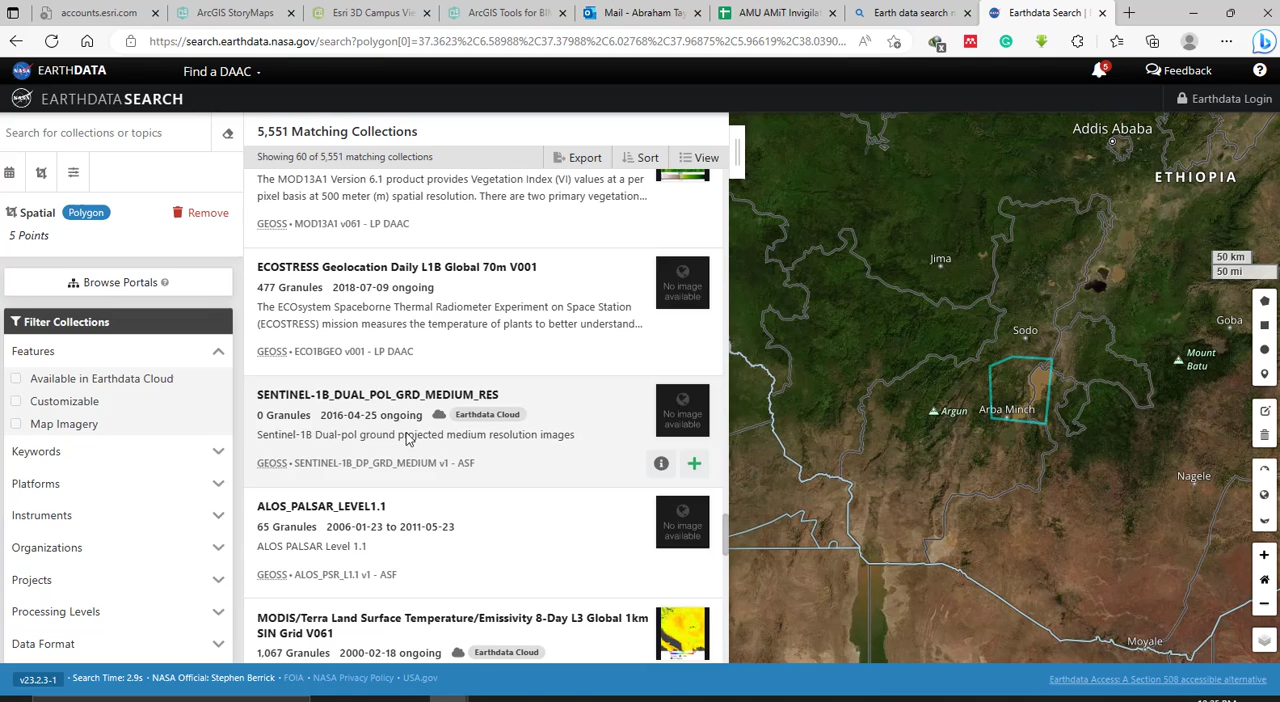 accounts.esri.com
ArcGIS StoryMaps
Esri 3D Campus Vie
ArcGIS Tools for BI
Mail - Abraham Tay
AMU AMiT Invigilat
Earth data search n
Earthdata Search |
https://search.earthdata.nasa.gov/search?polygon[0]=37.3623%2C6.58988%2C37.37988%2C6.02768%2C37.96875%2C5.96619%2C38.0390...
EARTHDATA
Find a DAAC
5
Feedback
EARTHDATA SEARCH
Earthdata Login
Search for collections or topics
Spatial Polygon
Remove
5 Points
Browse Portals
Filter Collections
Features
Available in Earthdata Cloud
Customizable
Map Imagery
Keywords
Platforms
Instruments
Organizations
Projects
Processing Levels
Data Format
5,551 Matching Collections
Showing 60 of 5,551 matching collections
Export
Sort
View
The MOD13A1 Version 6.1 product provides Vegetation Index (VI) values at a per
pixel basis at 500 meter (m) spatial resolution. There are two primary vegetation...
GEOSS • MOD13A1 v061 - LP DAAC
ECOSTRESS Geolocation Daily L1B Global 70m V001
477 Granules 2018-07-09 ongoing
The ECOsystem Spaceborne Thermal Radiometer Experiment on Space Station
(ECOSTRESS) mission measures the temperature of plants to better understand...
GEOSS • ECO1BGEO v001 - LP DAAC
No image
available
SENTINEL-1B_DUAL_POL_GRD_MEDIUM_RES
0 Granules 2016-04-25 ongoing Earthdata Cloud
Sentinel-1B Dual-pol ground projected medium resolution images
GEOSS • SENTINEL-1B_DP_GRD_MEDIUM v1 - ASF
No image
available
ALOS_PALSAR_LEVEL1.1
65 Granules 2006-01-23 to 2011-05-23
ALOS PALSAR Level 1.1
GEOSS • ALOS_PSR_L1.1 v1 - ASF
No image
available
MODIS/Terra Land Surface Temperature/Emissivity 8-Day L3 Global 1km
SIN Grid V061
1,067 Granules 2000-02-18 ongoing Earthdata Cloud
Addis Ababa
ETHIOPIA
Jima
50 km
50 mi
Goba
Sodo
Mount
Batu
Arba Minch
Argun
Nagele
Moyale
v23.2.3-1
• Search Time: 2.9s • NASA Official: Stephen Berrick • FOIA • NASA Privacy Policy • USA.gov
Earthdata Access: A Section 508 accessible alternative